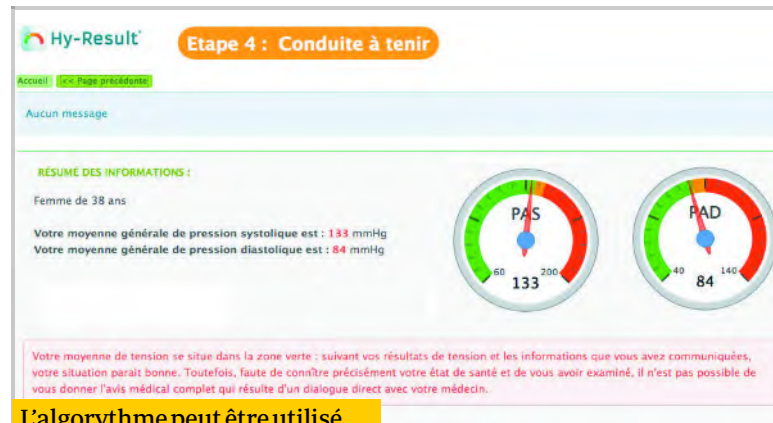 Hy-Result
Etape 4 : Conduite à tenir
Accueil << Page précédente
Aucun message
RÉSUMÉ DES INFORMATIONS :
Femme de 38 ans
Votre moyenne générale de pression systolique est : 133 mmHg
Votre moyenne générale de pression diastolique est : 84 mmHg
PAS
60 200
133
PAD
40 140
84
Votre moyenne de tension se situe dans la zone verte : suivant vos résultats de tension et les informations que vous avez communiquées,
votre situation parait bonne. Toutefois, faute de connître précisément votre état de santé et de vous avoir examiné, il n'est pas possible de
vous donner l'avis médical complet qui résulte d'un dialogue direct avec votre médecin.
L'algorythme peut être utilisé